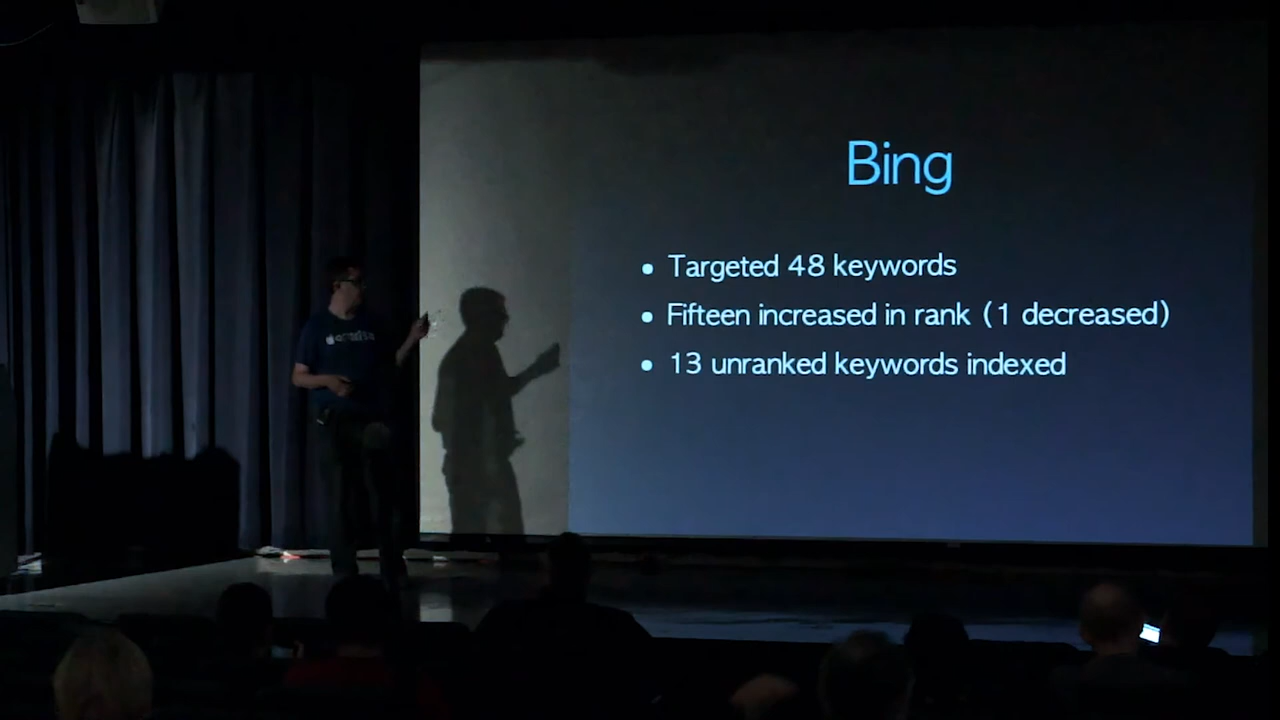 Bing
• Targeted 48 keywords
• Fifteen increased in rank (1 decreased)
• 13 unranked keywords indexed